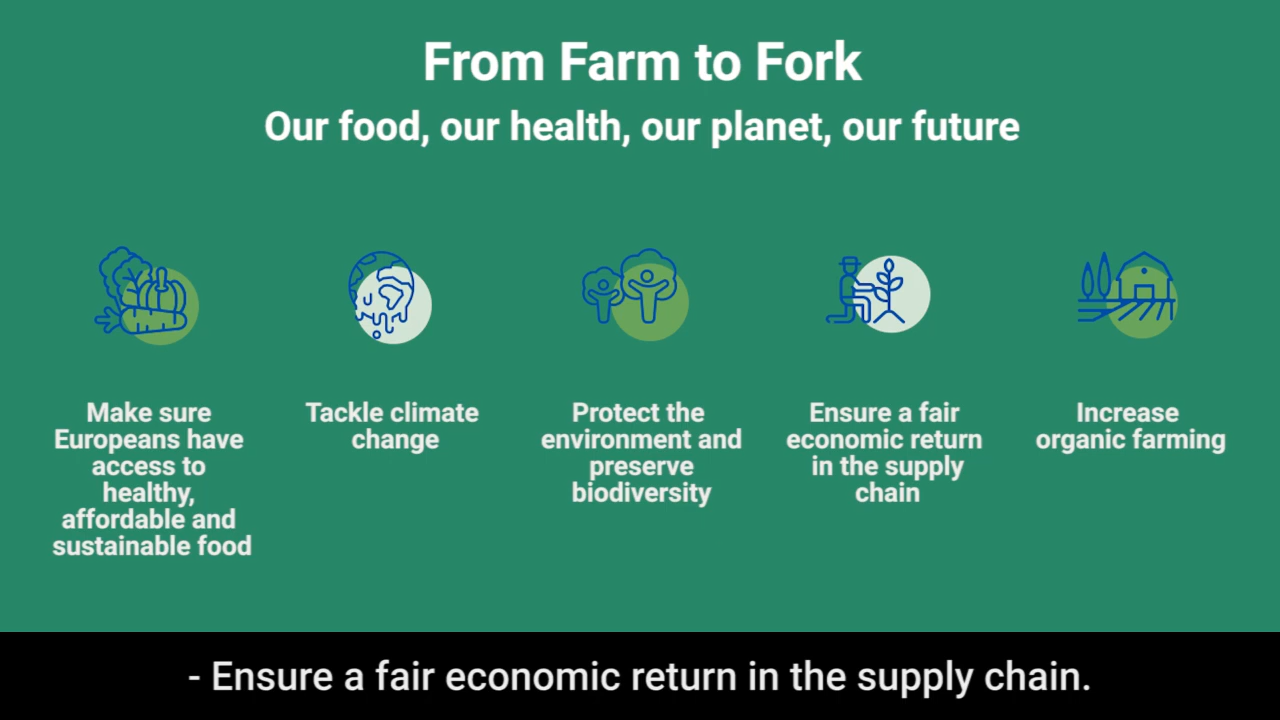 From Farm to Fork
Our food, our health, our planet, our future
Make sure
Europeans have
access to
healthy,
affordable and
sustainable food
Tackle climate
change
Protect the
environment and
preserve
biodiversity
Ensure a fair
economic return
in the supply
chain
Increase
organic farming
- Ensure a fair economic return in the supply chain.